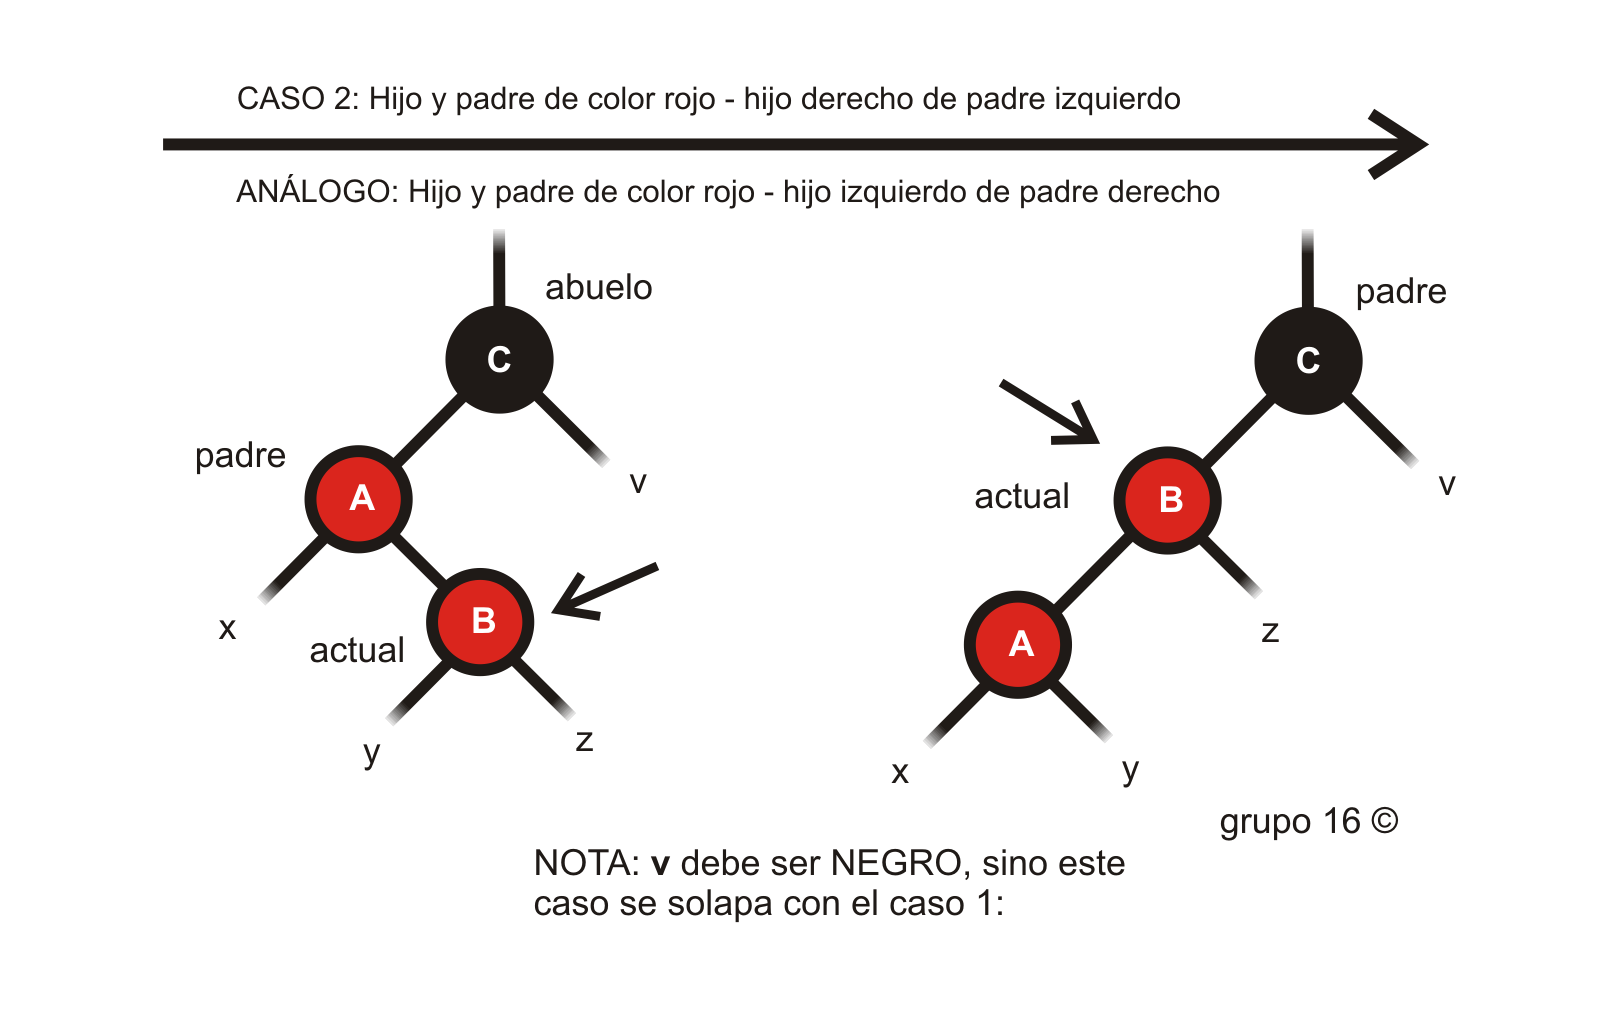 CASO 2: Hijo y padre de color rojo - hijo derecho de padre izquierdo
ANÁLOGO: Hijo y padre de color rojo - hijo izquierdo de padre derecho
abuelo
C
padre
A
v
x
actual
B
y
z
padre
C
actual
B
v
z
A
x
y
grupo 16 ©
NOTA: v debe ser NEGRO, sino este
caso se solapa con el caso 1: